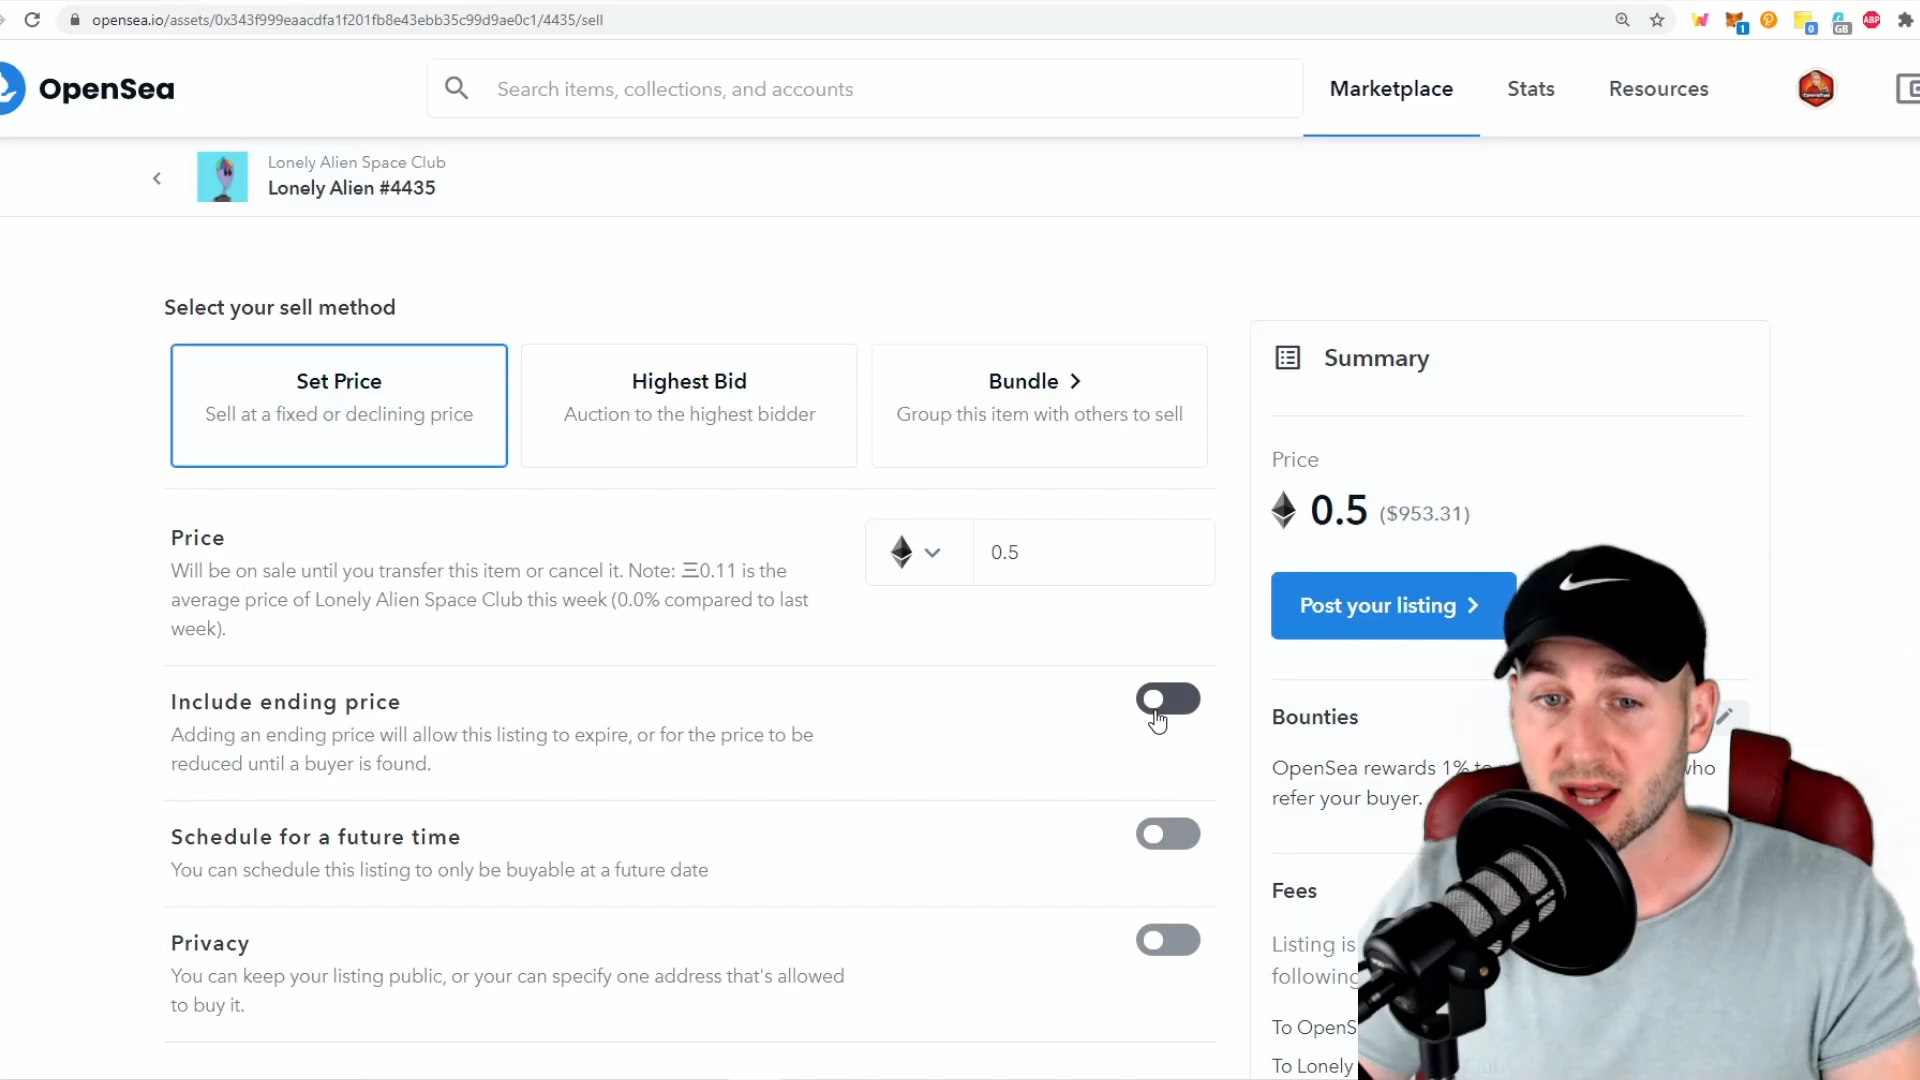 opensea.io/assets/0x343f999eaacdfa1f201fb8e43ebb35c99d9ae0c1/4435/sell
1
0
GB
ABP
OpenSea
Search items, collections, and accounts
Marketplace
Stats
Resources
Lonely Alien Space Club
Lonely Alien #4435
Select your sell method
Set Price
Sell at a fixed or declining price
Highest Bid
Auction to the highest bidder
Bundle
Group this item with others to sell
Price
Will be on sale until you transfer this item or cancel it. Note: Ξ0.11 is the
average price of Lonely Alien Space Club this week (0.0% compared to last
week).
0.5
Include ending price
Adding an ending price will allow this listing to expire, or for the price to be
reduced until a buyer is found.
Schedule for a future time
You can schedule this listing to only be buyable at a future date
Privacy
You can keep your listing public, or your can specify one address that's allowed
to buy it.
Summary
Price
0.5 ($953.31)
Post your listing
Bounties
OpenSea rewards 1% to who
refer your buyer.
Fees
Listing is
following
To OpenS
To Lonely